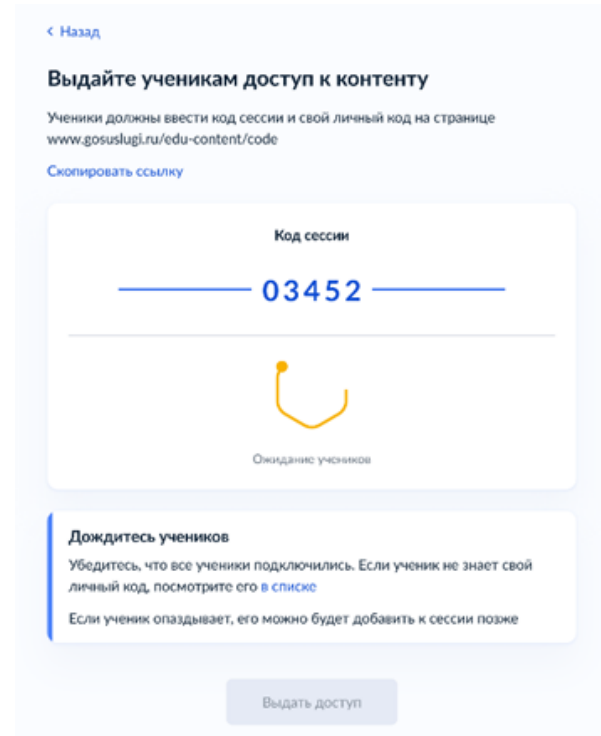 Назад
Выдайте ученикам доступ к контенту
Ученики должны ввести код сессии и свой личный код на странице
www.gosuslugi.ru/edu-content/code
Скопировать ссылку
Код сессии
03452
Ожидание учеников
Дождитесь учеников
Убедитесь, что все ученики подключились. Если ученик не знает свой
личный код, посмотрите его в списке
Если ученик опаздывает, его можно будет добавить к сессии позже
Выдать доступ